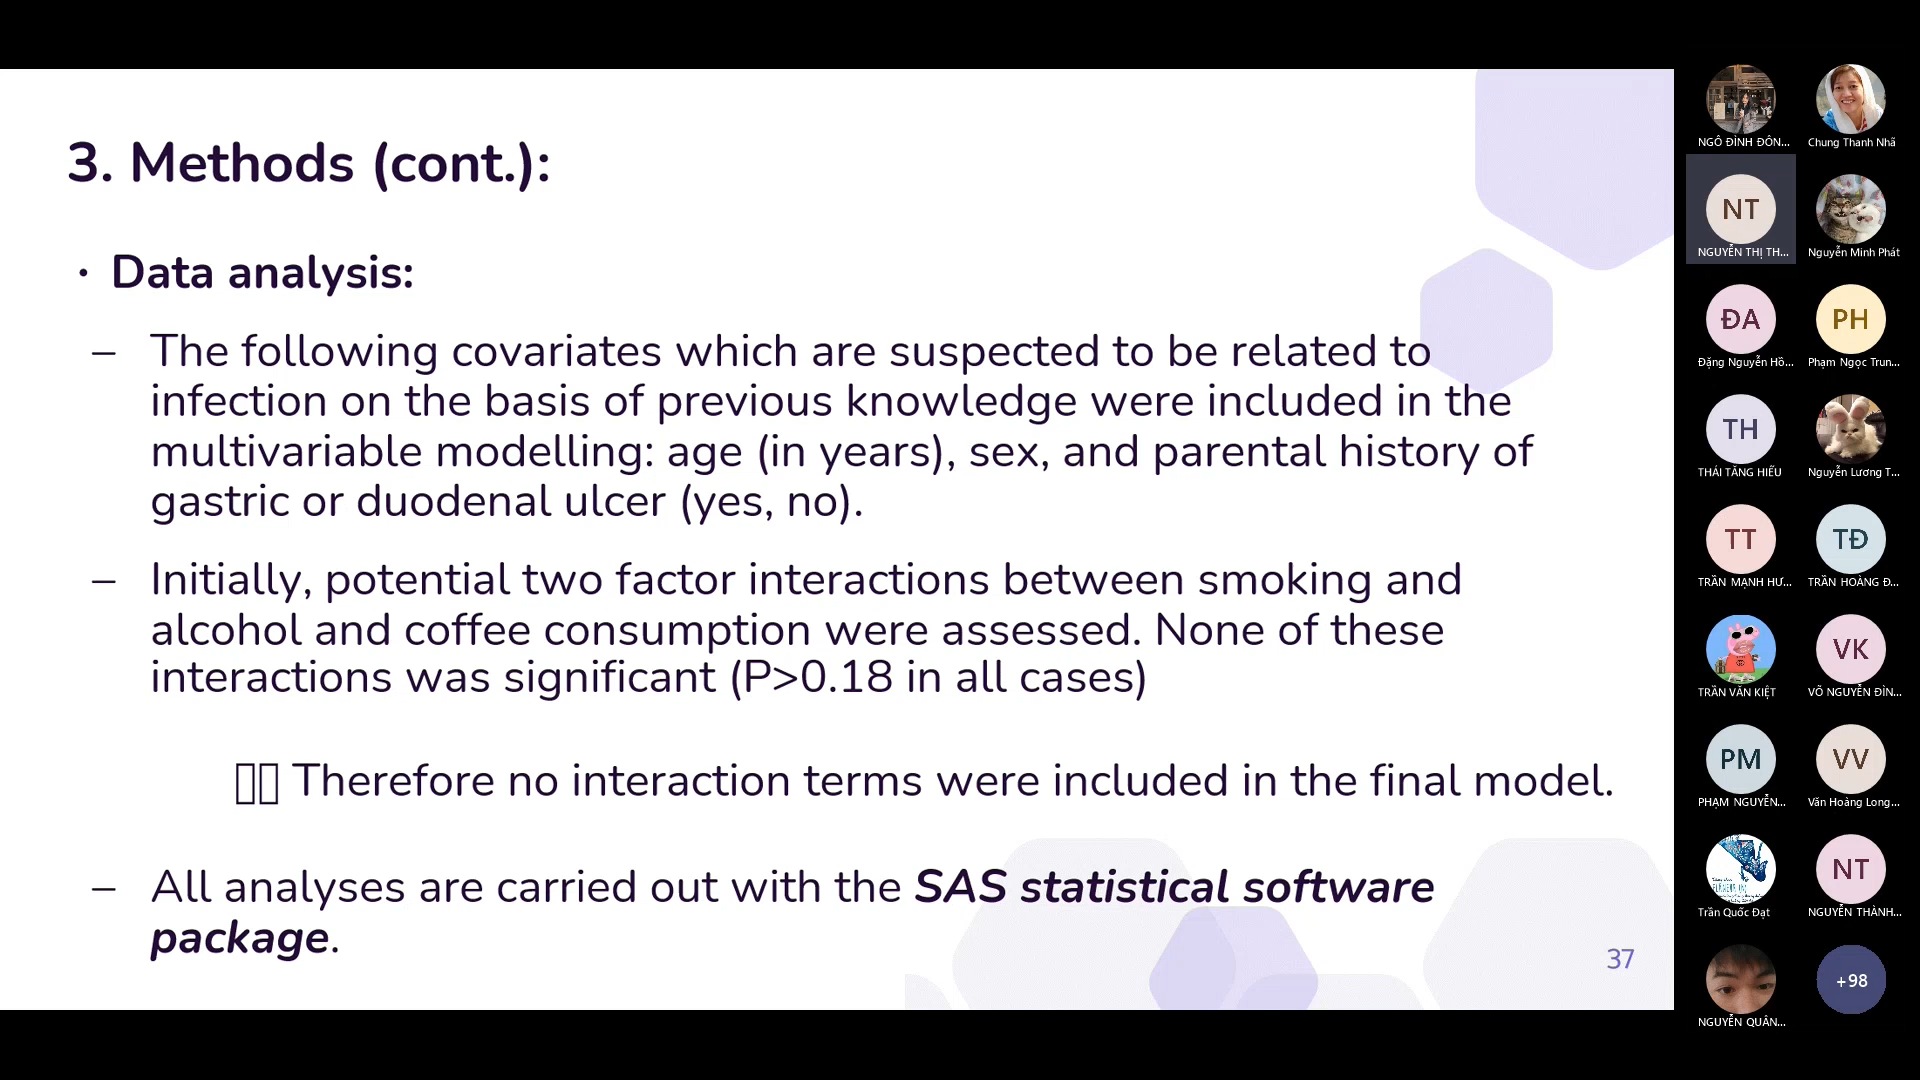 3. Methods (cont.):
• Data analysis:
– The following covariates which are suspected to be related to
infection on the basis of previous knowledge were included in the
multivariable modelling: age (in years), sex, and parental history of
gastric or duodenal ulcer (yes, no).
– Initially, potential two factor interactions between smoking and
alcohol and coffee consumption were assessed. None of these
interactions was significant (P>0.18 in all cases)
Therefore no interaction terms were included in the final model.
– All analyses are carried out with the SAS statistical software
package.
37
NGÔ ĐÌNH ĐÔN...
Chung Thanh Nhã
NT
NGUYỄN THỊ TH...
Nguyễn Minh Phát
ĐA
Đặng Nguyễn Hồ...
PH
Phạm Ngọc Trun...
TH
THÁI TĂNG HIẾU
Nguyễn Lương T...
TT
TRẦN MẠNH HƯ...
TĐ
TRẦN HOÀNG Đ...
TRẦN VĂN KIỆT
VK
VÕ NGUYỄN ĐÌN...
PM
PHẠM NGUYỄN...
VV
Văn Hoàng Long...
Trần Quốc Đạt
NT
NGUYỄN THÀNH...
NGUYỄN QUÂN...
+98